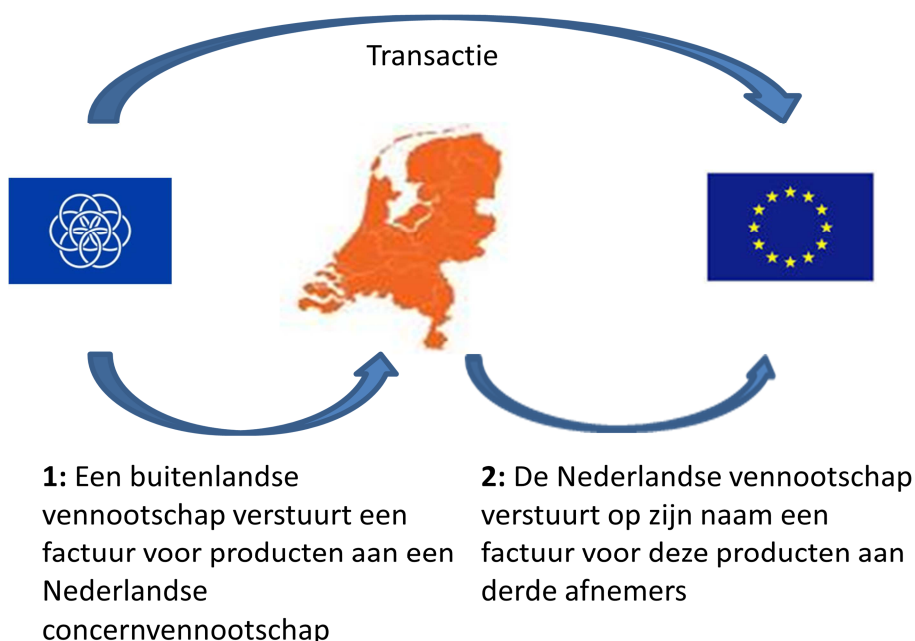 Transactie
1: Een buitenlandse
vennootschap verstuurt een
factuur voor producten aan een
Nederlandse
concernvennootschap
2: De Nederlandse vennootschap
verstuurt op zijn naam een
factuur voor deze producten aan
derde afnemers